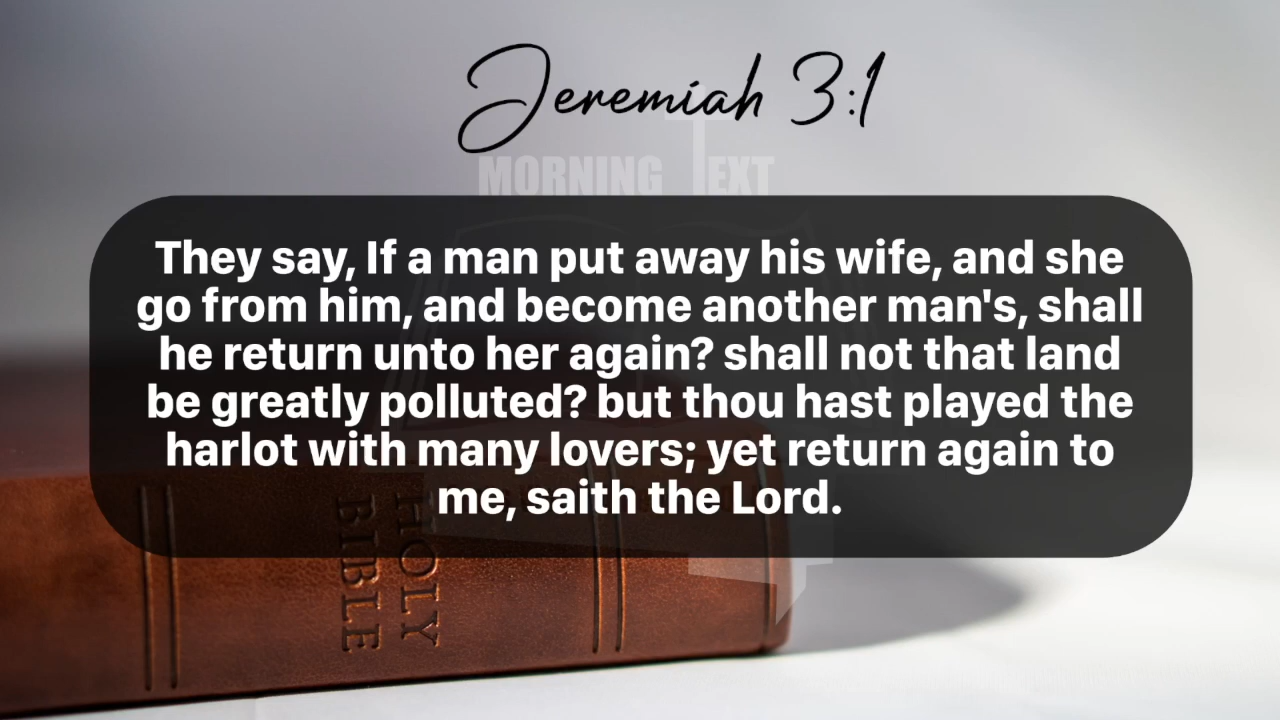 Jeremiah 3:1
MORNING TEXT
They say, If a man put away his wife, and she
go from him, and become another man's, shall
he return unto her again? shall not that land
be greatly polluted? but thou hast played the
harlot with many lovers; yet return again to
me, saith the Lord.
HOLY
BIBLE